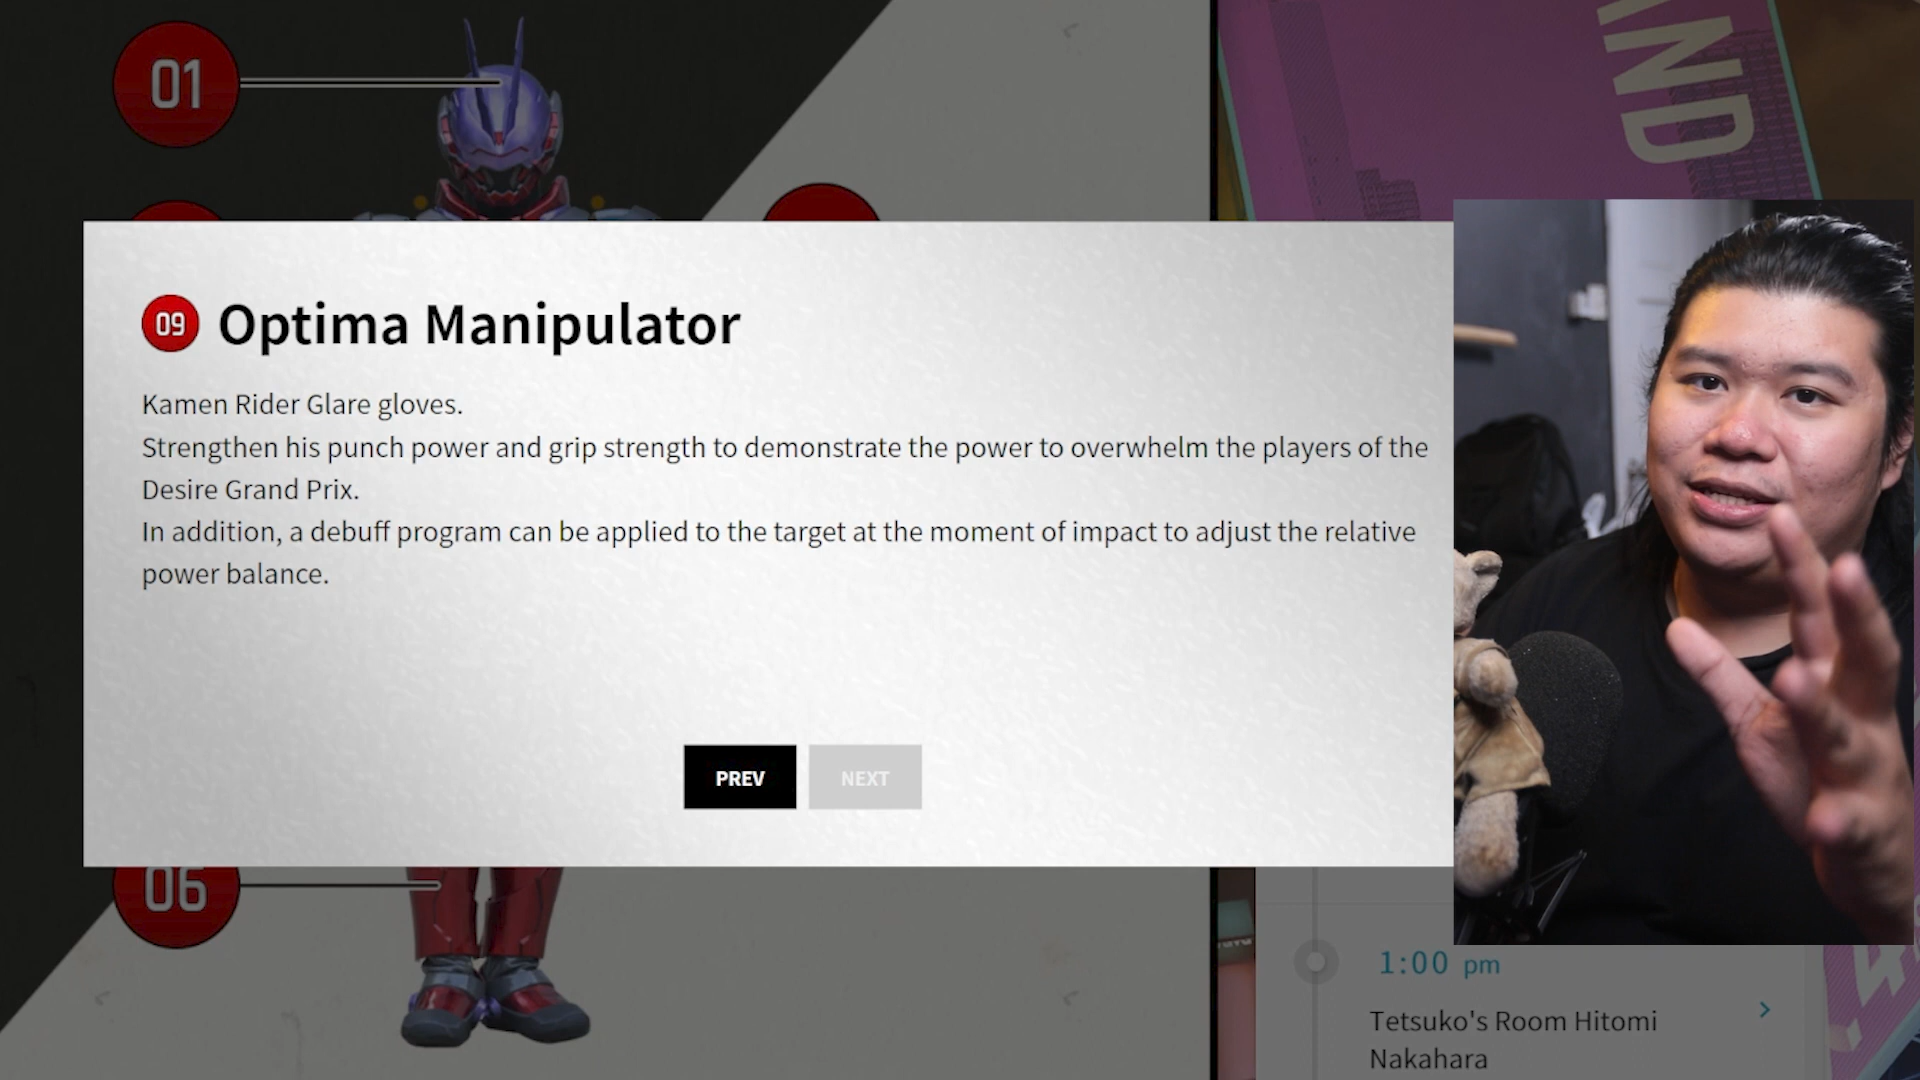 01
AND
09 Optima Manipulator
Kamen Rider Glare gloves.
Strengthen his punch power and grip strength to demonstrate the power to overwhelm the players of the
Desire Grand Prix.
In addition, a debuff program can be applied to the target at the moment of impact to adjust the relative
power balance.
PREV NEXT
06
1:00 pm
Tetsuko's Room Hitomi
Nakahara